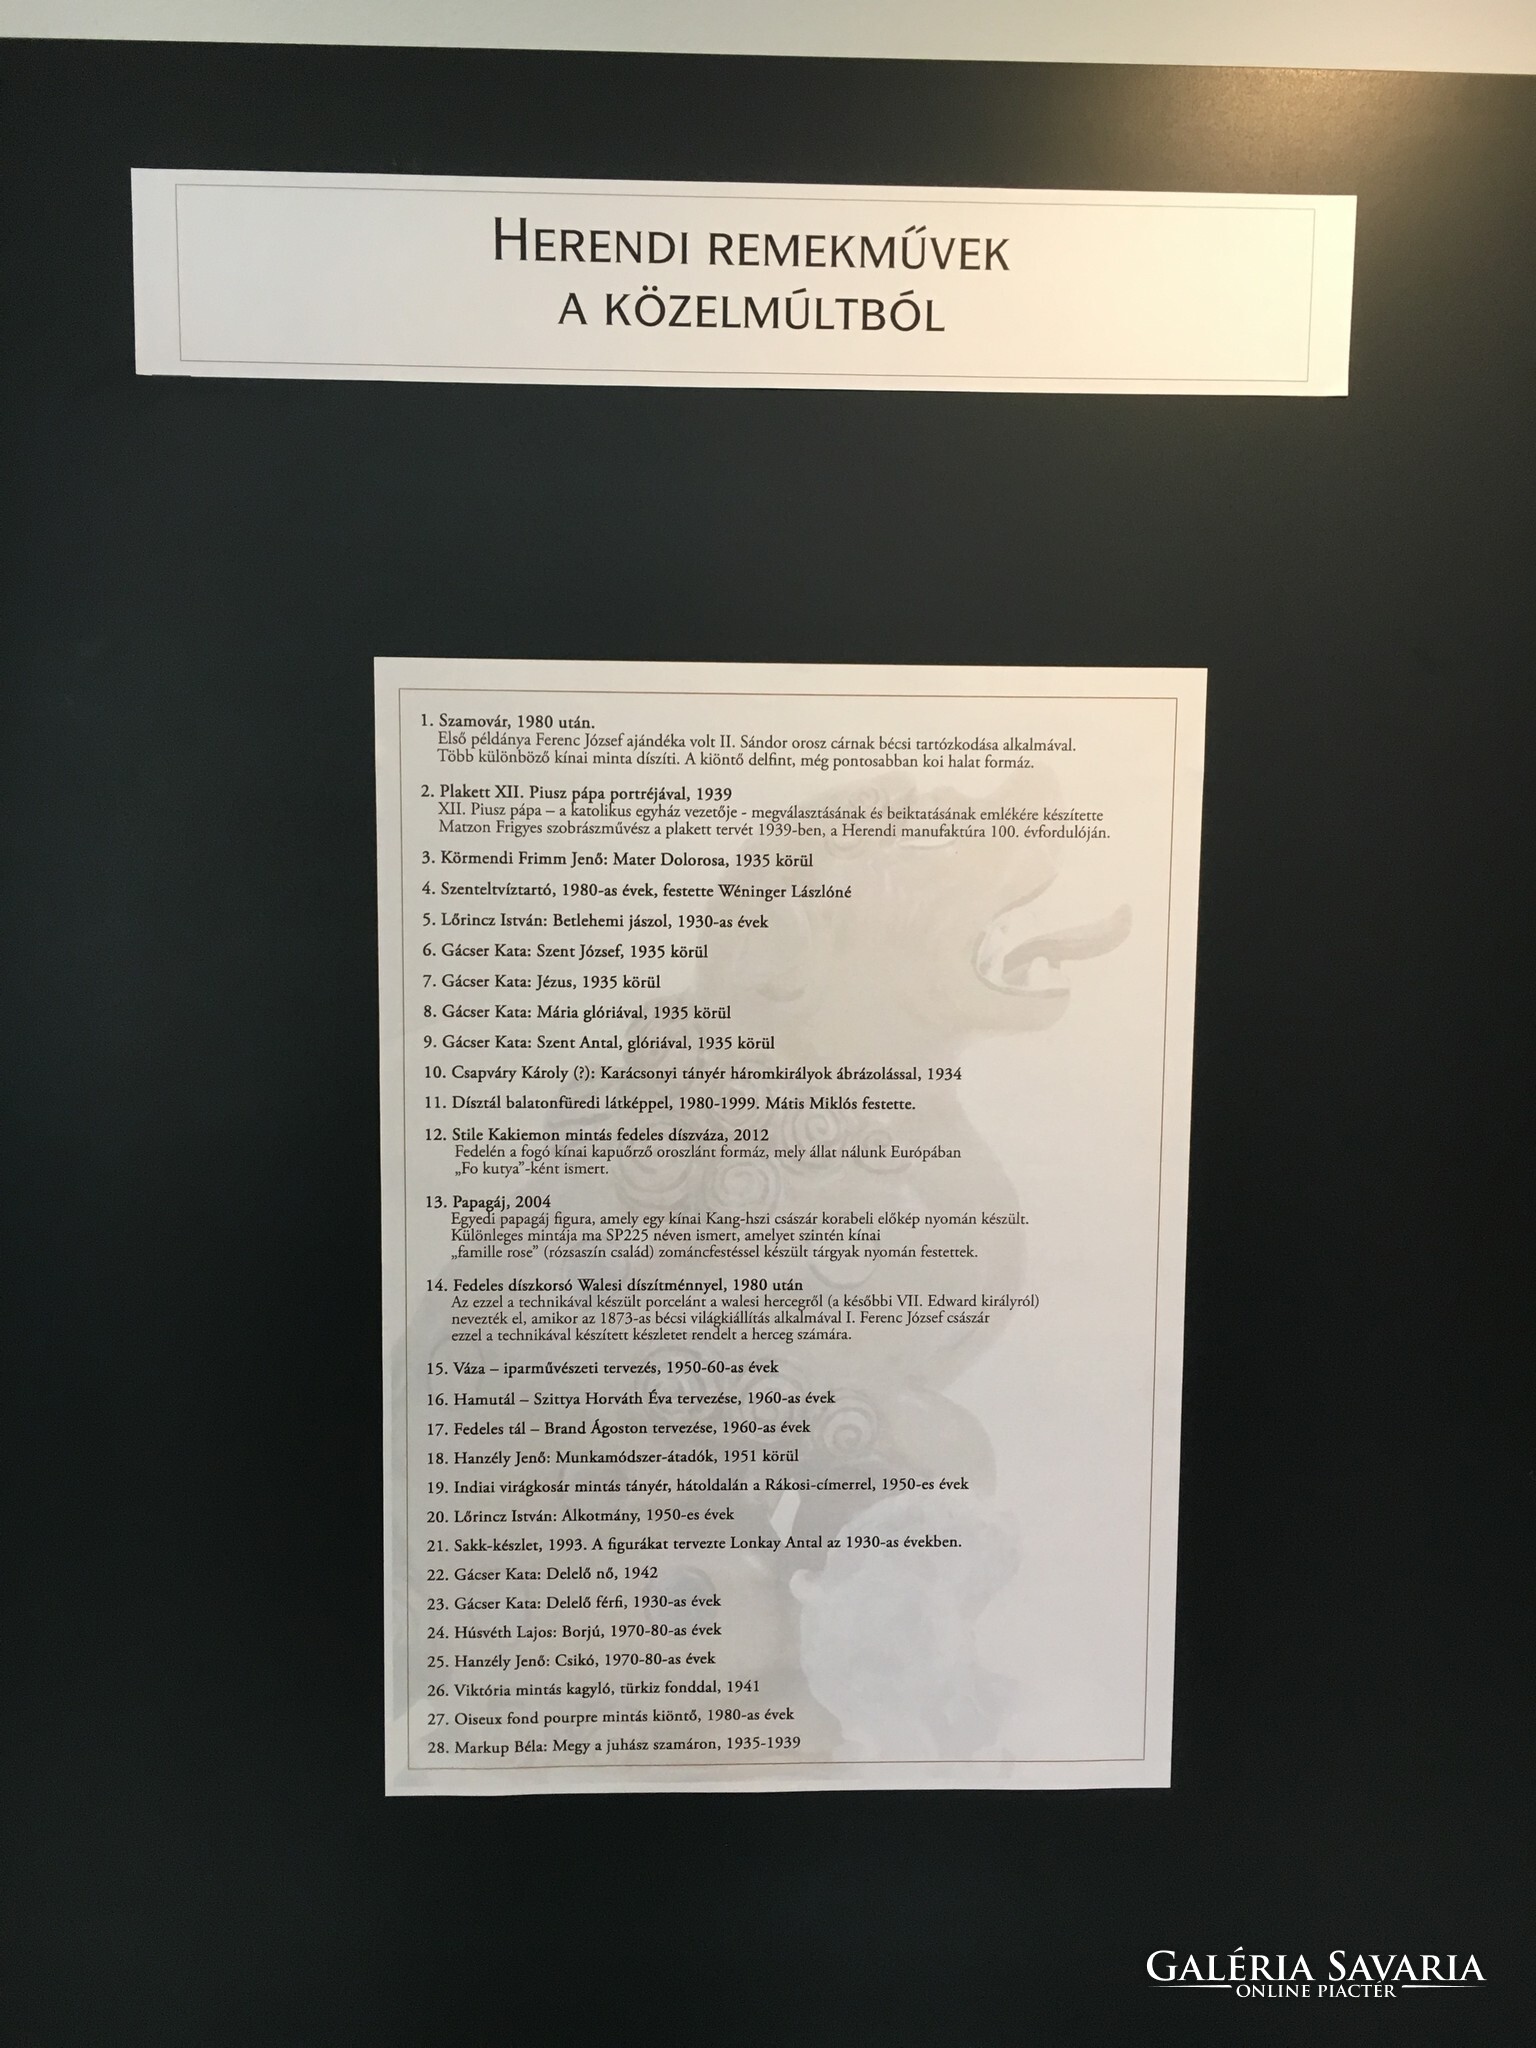 HERENDI REMEKMŰVEK
A KÖZELMÚLTBÓL
1. Szamovár, 1980 után.
Első példánya Ferenc József ajándéka volt II. Sándor orosz cárnak bécsi tartózkodása alkalmával.
Több különböző kínai minta díszíti. A kiöntő delfint, még pontosabban koi halat formáz.
2. Plakett XII. Piusz pápa portréjával, 1939
XII. Piusz pápa – a katolikus egyház vezetője - megválasztásának és beiktatásának emlékére készítette
Matzon Frigyes szobrászművész a plakett tervét 1939-ben, a Herendi manufaktúra 100. évfordulóján.
3. Körmendi Frimm Jenő: Mater Dolorosa, 1935 körül
4. Szenteltvíztartó, 1980-as évek, festette Wéninger Lászlóné
5. Lőrincz István: Betlehemi jászol, 1930-as évek
6. Gácser Kata: Szent József, 1935 körül
7. Gácser Kata: Jézus, 1935 körül
8. Gácser Kata: Mária glóriával, 1935 körül
9. Gácser Kata: Szent Antal, glóriával, 1935 körül
10. Csapváry Károly (?): Karácsonyi tányér háromkirályok ábrázolással, 1934
11. Dísztál balatonfüredi látképpel, 1980-1999. Mátis Miklós festette.
12. Stile Kakiemon mintás fedeles díszváza, 2012
Fedelén a fogó kínai kapuőrző oroszlánt formáz, mely állat nálunk Európában
„Fo kutya”-ként ismert.
13. Papagáj, 2004
Egyedi papagáj figura, amely egy kínai Kang-hszi császár korabeli előkép nyomán készült.
Különleges mintája ma SP225 néven ismert, amelyet szintén kínai
„famille rose” (rózsaszín család) zománcfestéssel készült tárgyak nyomán festettek.
14. Fedeles díszkorsó Walesi díszítménnyel, 1980 után
Az ezzel a technikával készült porcelánt a walesi hercegről (a későbbi VII. Edward királyról)
nevezték el, amikor az 1873-as bécsi világkiállítás alkalmával I. Ferenc József császár
ezzel a technikával készített készletet rendelt a herceg számára.
15. Váza – iparművészeti tervezés, 1950-60-as évek
16. Hamutál – Szittya Horváth Éva tervezése, 1960-as évek
17. Fedeles tál – Brand Ágoston tervezése, 1960-as évek
18. Hanzély Jenő: Munkamódszer-átadók, 1951 körül
19. Indiai virágkosár mintás tányér, hátoldalán a Rákosi-címerrel, 1950-es évek
20. Lőrincz István: Alkotmány, 1950-es évek
21. Sakk-készlet, 1993. A figurákat tervezte Lonkay Antal az 1930-as években.
22. Gácser Kata: Delelő nő, 1942
23. Gácser Kata: Delelő férfi, 1930-as évek
24. Húsvéth Lajos: Borjú, 1970-80-as évek
25. Hanzély Jenő: Csikó, 1970-80-as évek
26. Viktória mintás kagyló, türkiz fonddal, 1941
27. Oiseux fond pourpre mintás kiöntő, 1980-as évek
28. Markup Béla: Megy a juhász szamáron, 1935-1939
GALÉRIA SAVARIA
ONLINE PIACTÉR